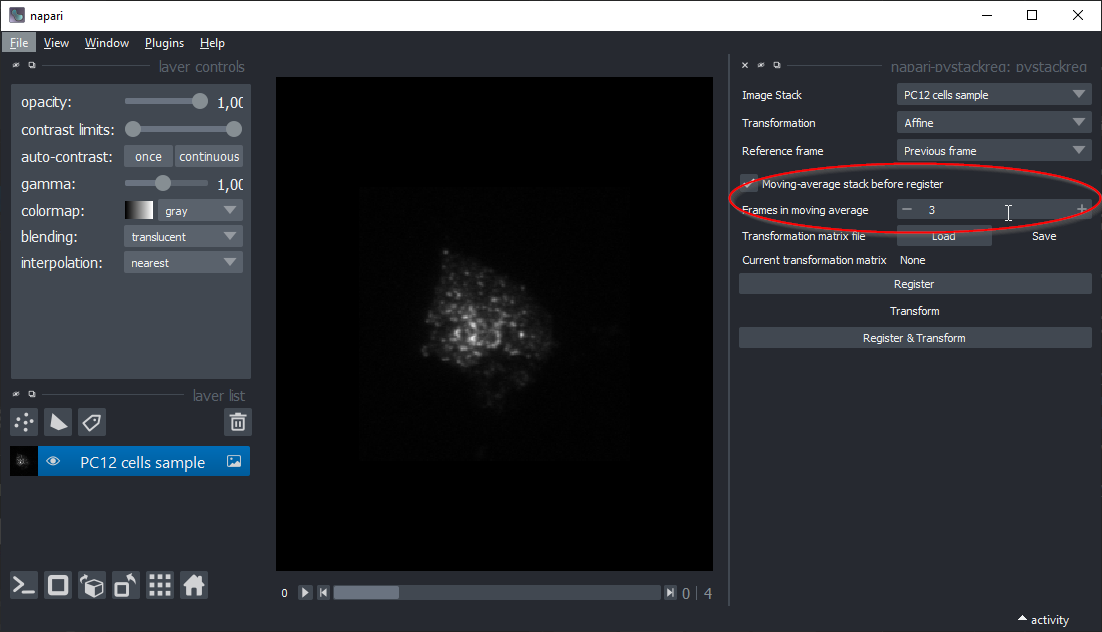 napari
File View Window Plugins Help
layer controls
opacity: 1,00
contrast limits:
auto-contrast: once continuous
gamma: 1,00
colormap: gray
blending: translucent
interpolation: nearest
layer list
PC12 cells sample
0 0 4
napari-pystackreg: pystackreg
Image Stack PC12 cells sample
Transformation Affine
Reference frame Previous frame
Moving-average stack before register
Frames in moving average 3
Transformation matrix file Load Save
Current transformation matrix None
Register
Transform
Register & Transform
activity